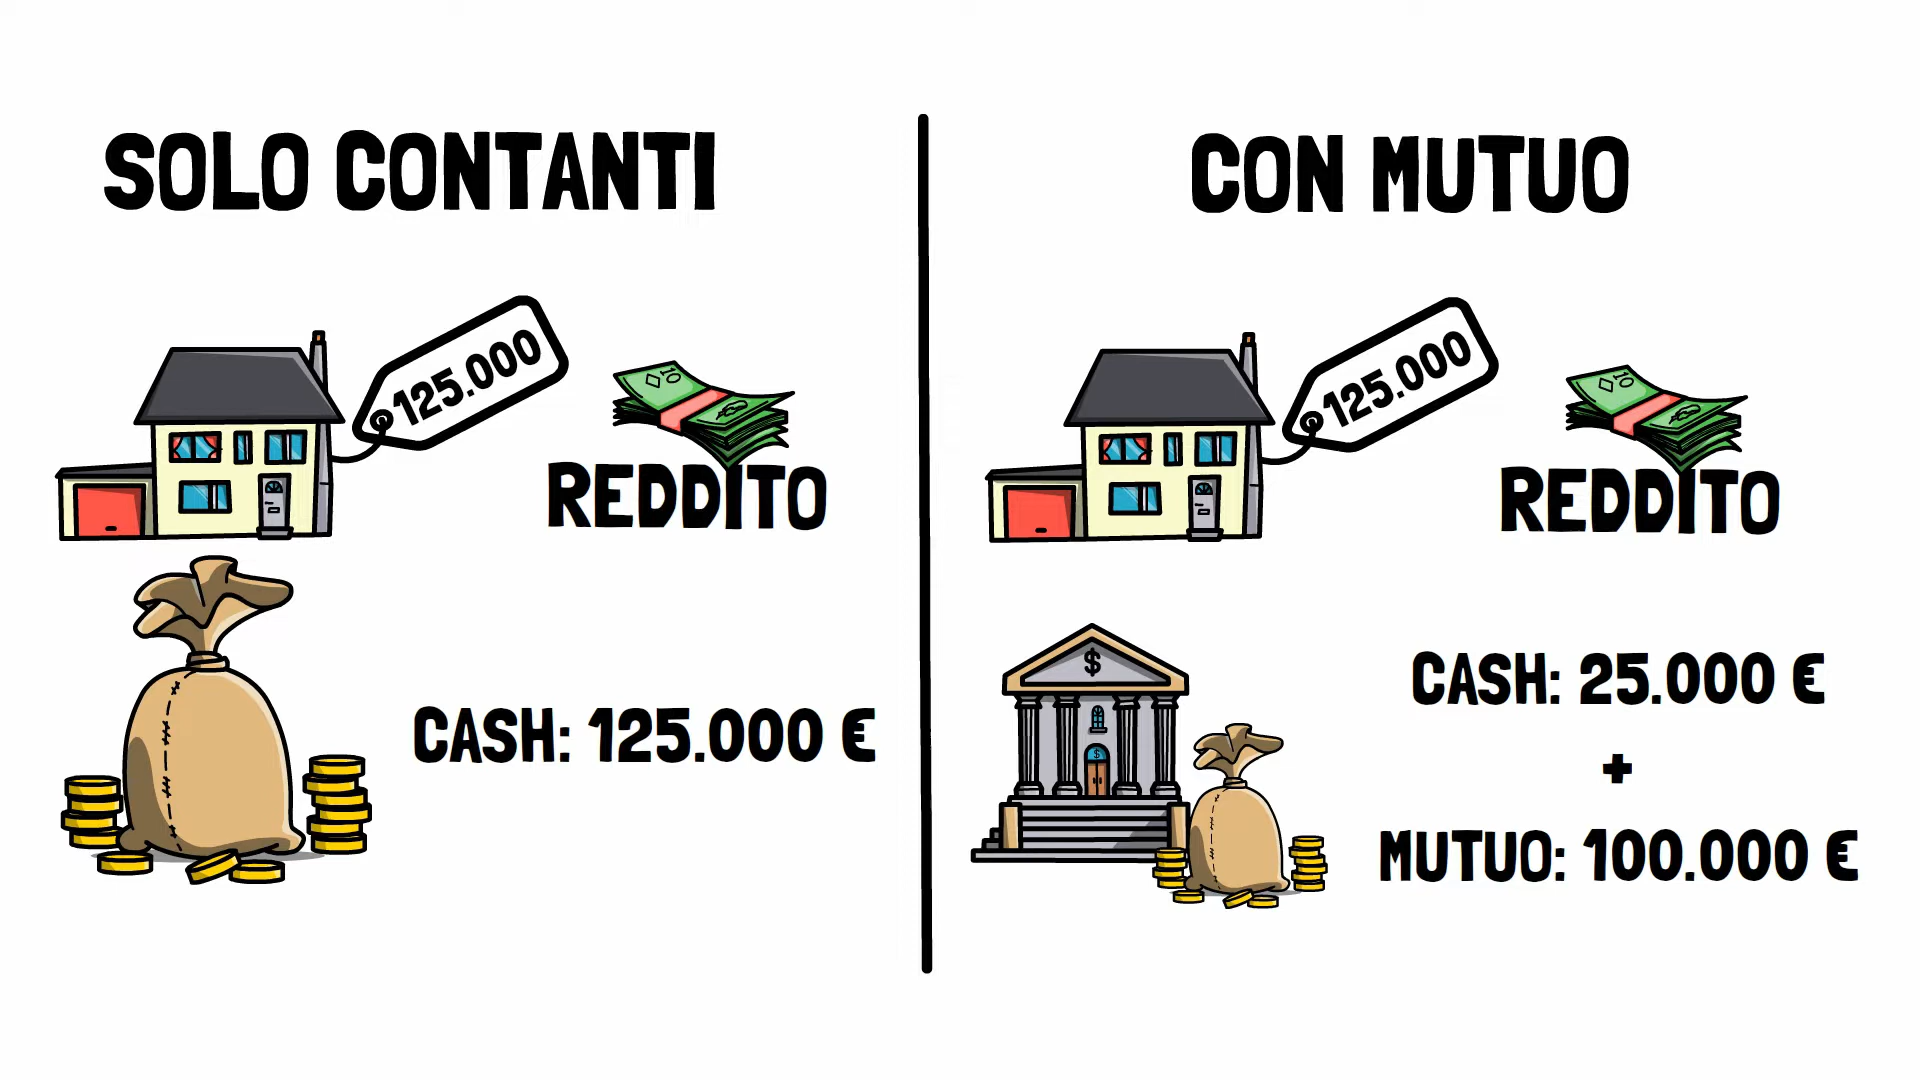 SOLO CONTANTI
125.000
REDDITO
CASH: 125.000 €
CON MUTUO
125.000
REDDITO
$
$
CASH: 25.000 €
+
MUTUO: 100.000 €